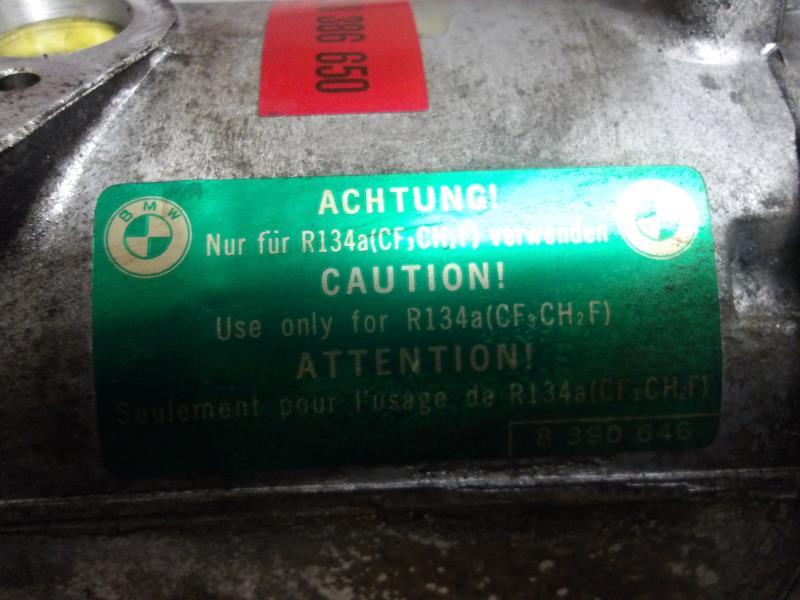 386 650
BMW
ACHTUNG!
Nur für R134a(CF₃CH₂F) verwenden
CAUTION!
Use only for R134a(CF₃CH₂F)
ATTENTION!
Seulement pour l'usage de R134a(CF₃CH₂F)
8 390 646